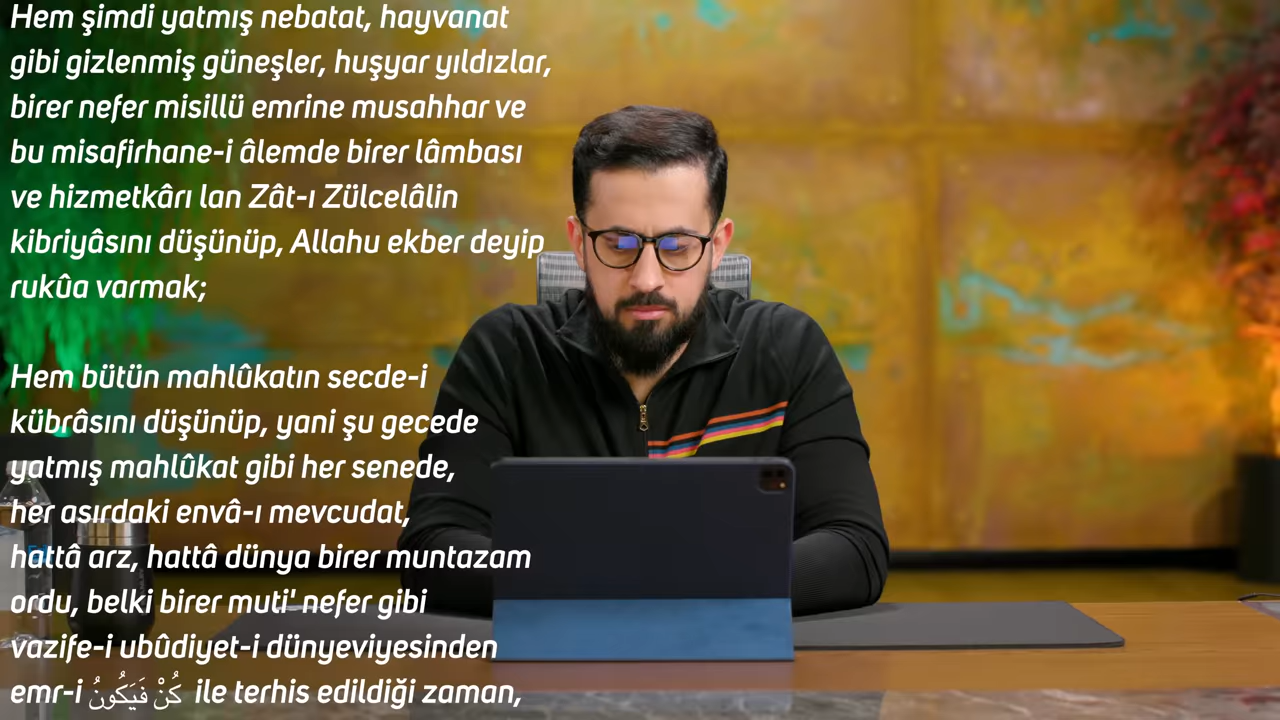 Hem şimdi yatmış nebatat, hayvanat
gibi gizlenmiş güneşler, huşyar yıldızlar,
birer nefer misillü emrine musahhar ve
bu misafirhane-i âlemde birer lâmbası
ve hizmetkârı lan Zât-ı Zülcelâlin
kibriyâsını düşünüp, Allahu ekber deyip
rukûa varmak;
Hem bütün mahlûkatın secde-i
kübrâsını düşünüp, yani şu gecede
yatmış mahlûkat gibi her senede,
her asırdaki envâ-ı mevcudat,
hattâ arz, hattâ dünya birer muntazam
ordu, belki birer muti' nefer gibi
vazife-i ubûdiyet-i dünyeviyesinden
emr-i كُنْ فَيَكُونُ ile terhis edildiği zaman,